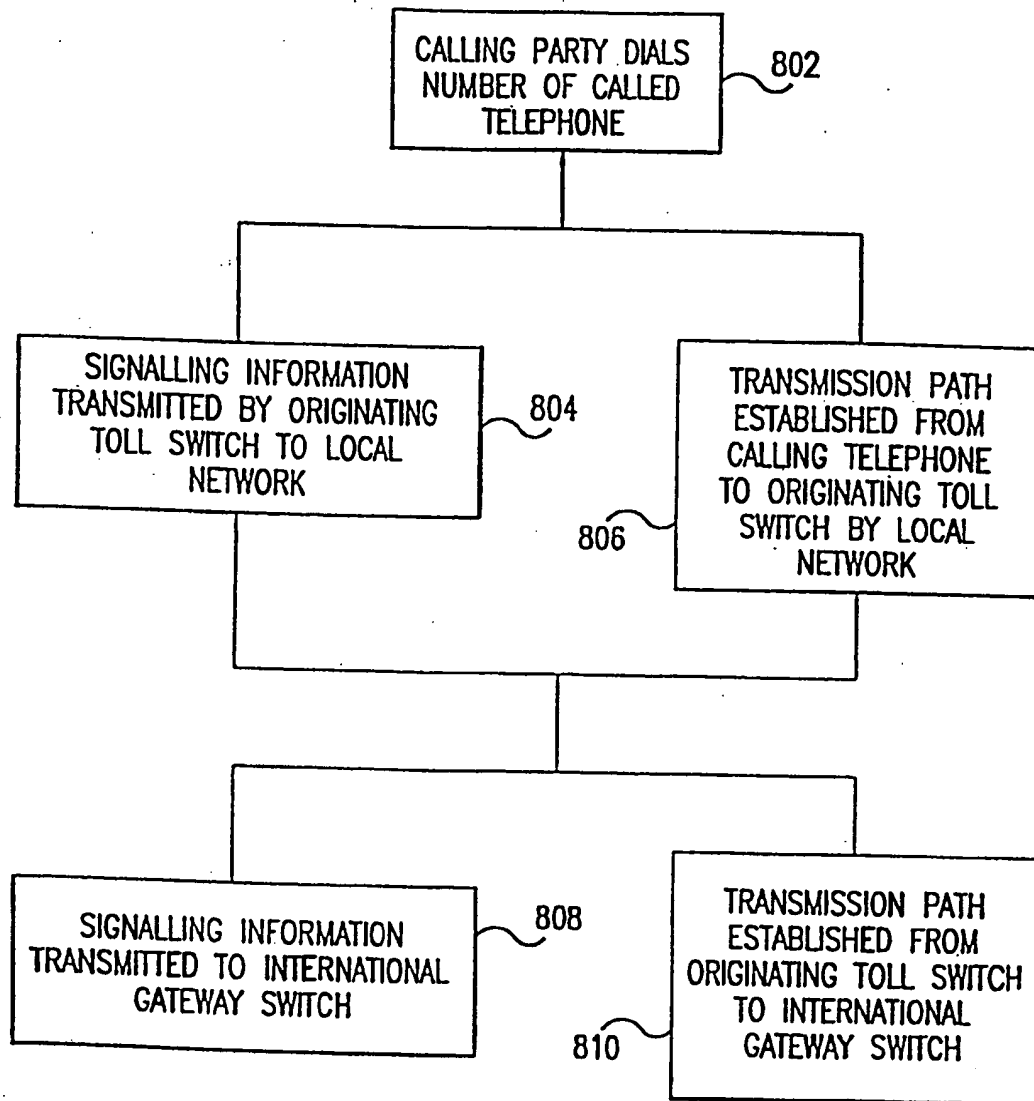 CALLING PARTY DIALS
NUMBER OF CALLED
TELEPHONE
802
SIGNALLING INFORMATION
TRANSMITTED BY ORIGINATING
TOLL SWITCH TO LOCAL
NETWORK
804
TRANSMISSION PATH
ESTABLISHED FROM
CALLING TELEPHONE
TO ORIGINATING TOLL
SWITCH BY LOCAL
NETWORK
806
SIGNALLING INFORMATION
TRANSMITTED TO INTERNATIONAL
GATEWAY SWITCH
808
TRANSMISSION PATH
ESTABLISHED FROM
ORIGINATING TOLL SWITCH
TO INTERNATIONAL
GATEWAY SWITCH
810